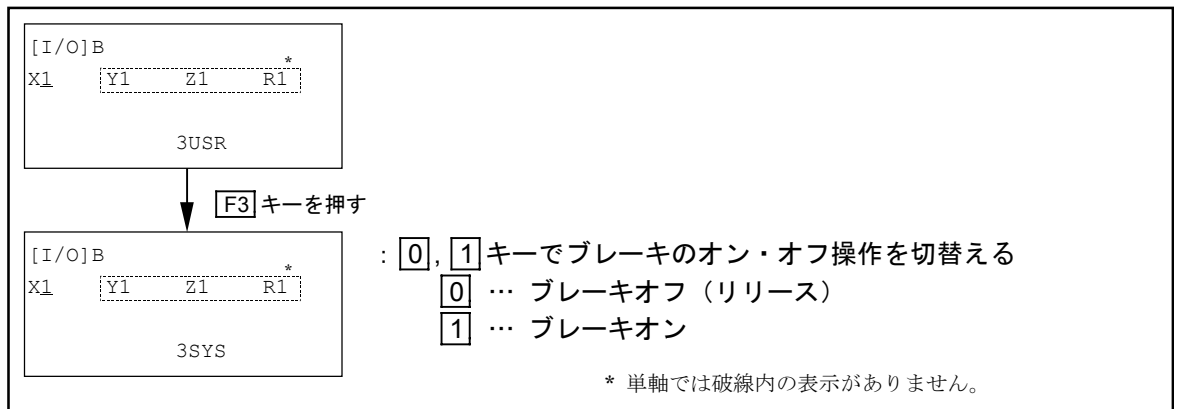 [I/O]B
*
X1 Y1 Z1 R1
3USR
F3 キーを押す
[I/O]B
*
X1 Y1 Z1 R1
3SYS
: 0, 1 キーでブレーキのオン・オフ操作を切替える
0 … ブレーキオフ（リリース）
1 … ブレーキオン
* 単軸では破線内の表示がありません。